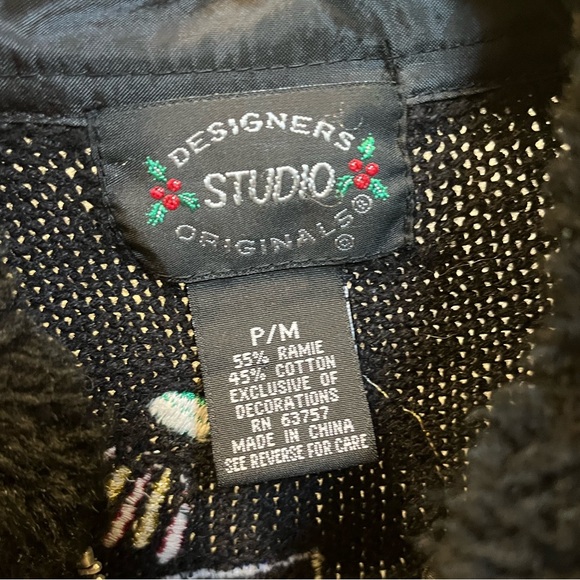 DESIGNERS
STUDIO
ORIGINALS®
®
P/M
55% RAMIE
45% COTTON
EXCLUSIVE OF
DECORATIONS
RN 63757
MADE IN CHINA
SEE REVERSE FOR CARE